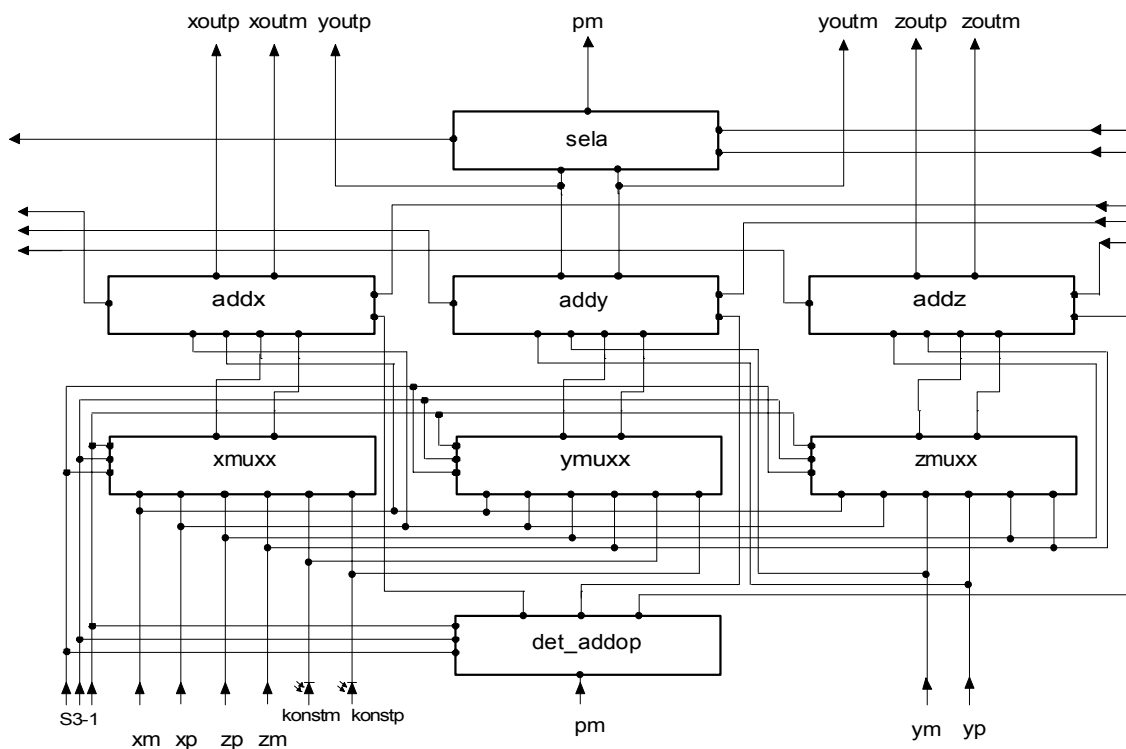 xoutp xoutm youtp pm youtm zoutp zoutm
sela
addx addy addz
xmuxx ymuxx zmuxx
det_addop
S3-1 xm xp zp zm konstm konstp pm ym yp